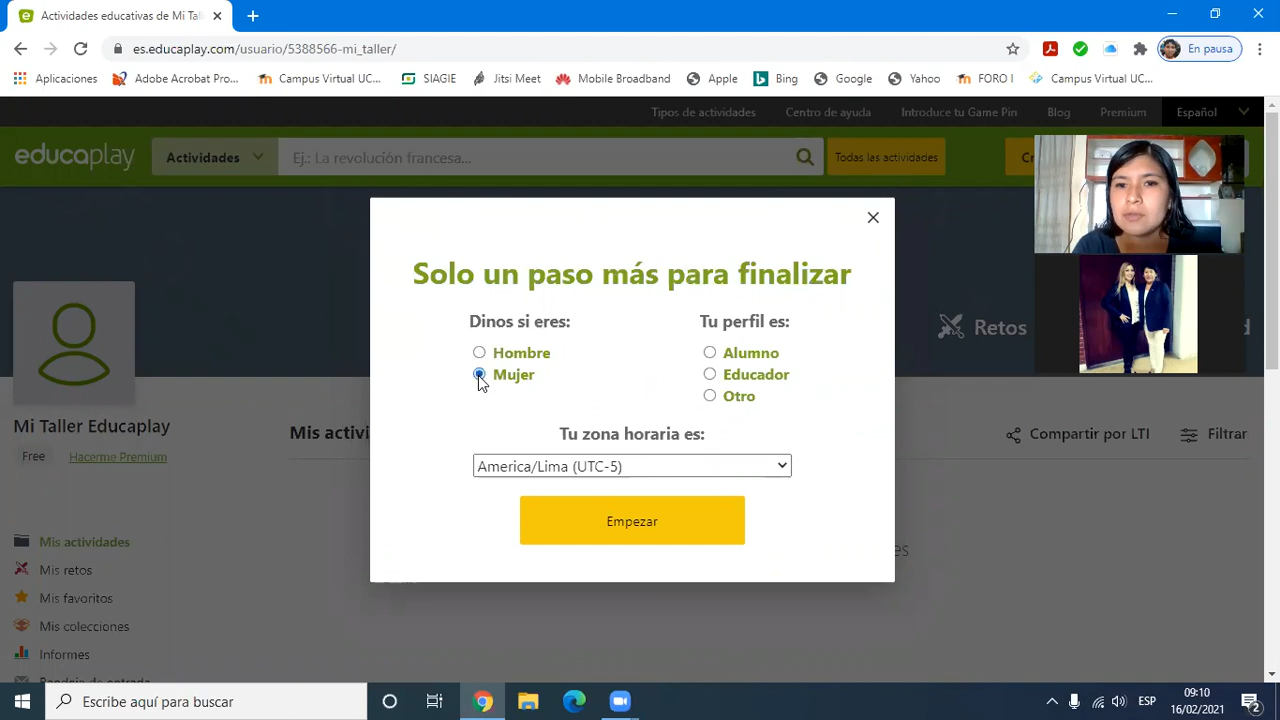 Actividades educativas de Mi Tal
es.educaplay.com/usuario/5388566-mi_taller/
En pausa
Aplicaciones
Adobe Acrobat Pro...
Campus Virtual UC...
SIAGIE
Jitsi Meet
Mobile Broadband
Apple
Bing
Google
Yahoo
FORO I
Campus Virtual UC...
Tipos de actividades
Centro de ayuda
Introduce tu Game Pin
Blog
Premium
Español
educaplay
Actividades
Ej.: La revolución francesa...
Todas las actividades
Solo un paso más para finalizar
Dinos si eres:
Tu perfil es:
Retos
Hombre
Alumno
Mujer
Educador
Otro
Mi Taller Educaplay
Mis activi
Tu zona horaria es:
Compartir por LTI
Filtrar
Free
Hacerme Premium
America/Lima (UTC-5)
Empezar
Mis actividades
es
Mis retos
Mis favoritos
Mis colecciones
Informes
Escribe aquí para buscar
ESP
09:10
16/02/2021
2